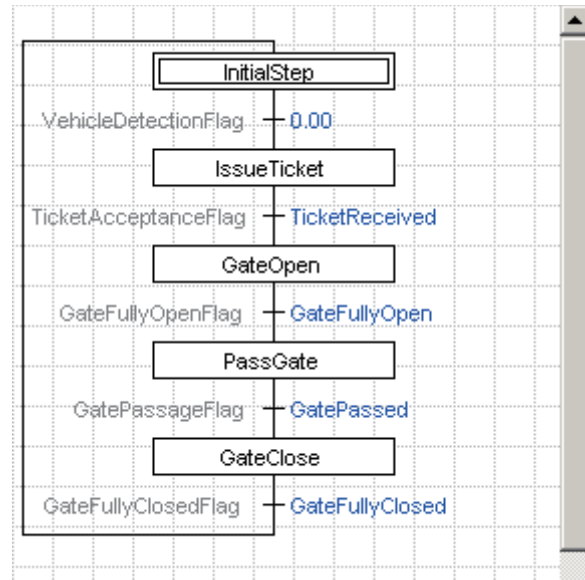 InitialStep
VehicleDetectionFlag 0.00
IssueTicket
TicketAcceptanceFlag TicketReceived
GateOpen
GateFullyOpenFlag GateFullyOpen
PassGate
GatePassageFlag GatePassed
GateClose
GateFullyClosedFlag GateFullyClosed